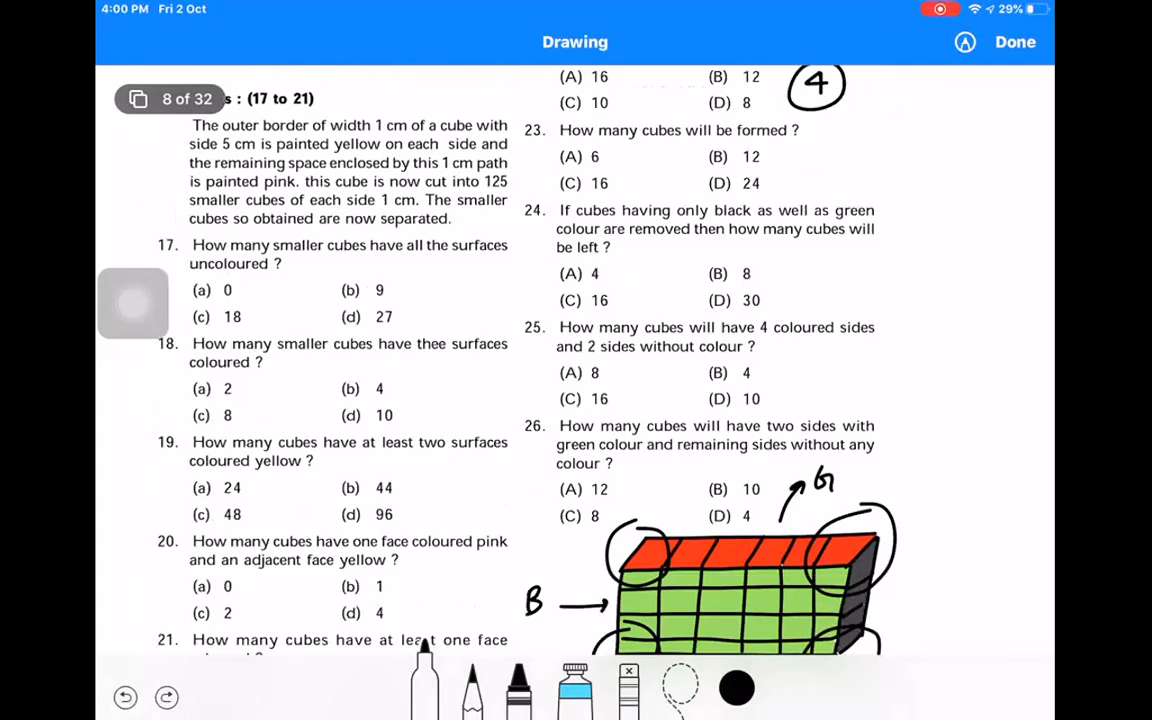 4:00 PM Fri 2 Oct
29%
Drawing
Done
8 of 32
s : (17 to 21)
The outer border of width 1 cm of a cube with
side 5 cm is painted yellow on each side and
the remaining space enclosed by this 1 cm path
is painted pink. this cube is now cut into 125
smaller cubes of each side 1 cm. The smaller
cubes so obtained are now separated.
17. How many smaller cubes have all the surfaces
uncoloured ?
(a) 0 (b) 9
(c) 18 (d) 27
18. How many smaller cubes have thee surfaces
coloured ?
(a) 2 (b) 4
(c) 8 (d) 10
19. How many cubes have at least two surfaces
coloured yellow ?
(a) 24 (b) 44
(c) 48 (d) 96
20. How many cubes have one face coloured pink
and an adjacent face yellow ?
(a) 0 (b) 1
(c) 2 (d) 4
21. How many cubes have at least one face
(A) 16 (B) 12
(C) 10 (D) 8
4
23. How many cubes will be formed ?
(A) 6 (B) 12
(C) 16 (D) 24
24. If cubes having only black as well as green
colour are removed then how many cubes will
be left ?
(A) 4 (B) 8
(C) 16 (D) 30
25. How many cubes will have 4 coloured sides
and 2 sides without colour ?
(A) 8 (B) 4
(C) 16 (D) 10
26. How many cubes will have two sides with
green colour and remaining sides without any
colour ?
(A) 12 (B) 10
(C) 8 (D) 4
G
B